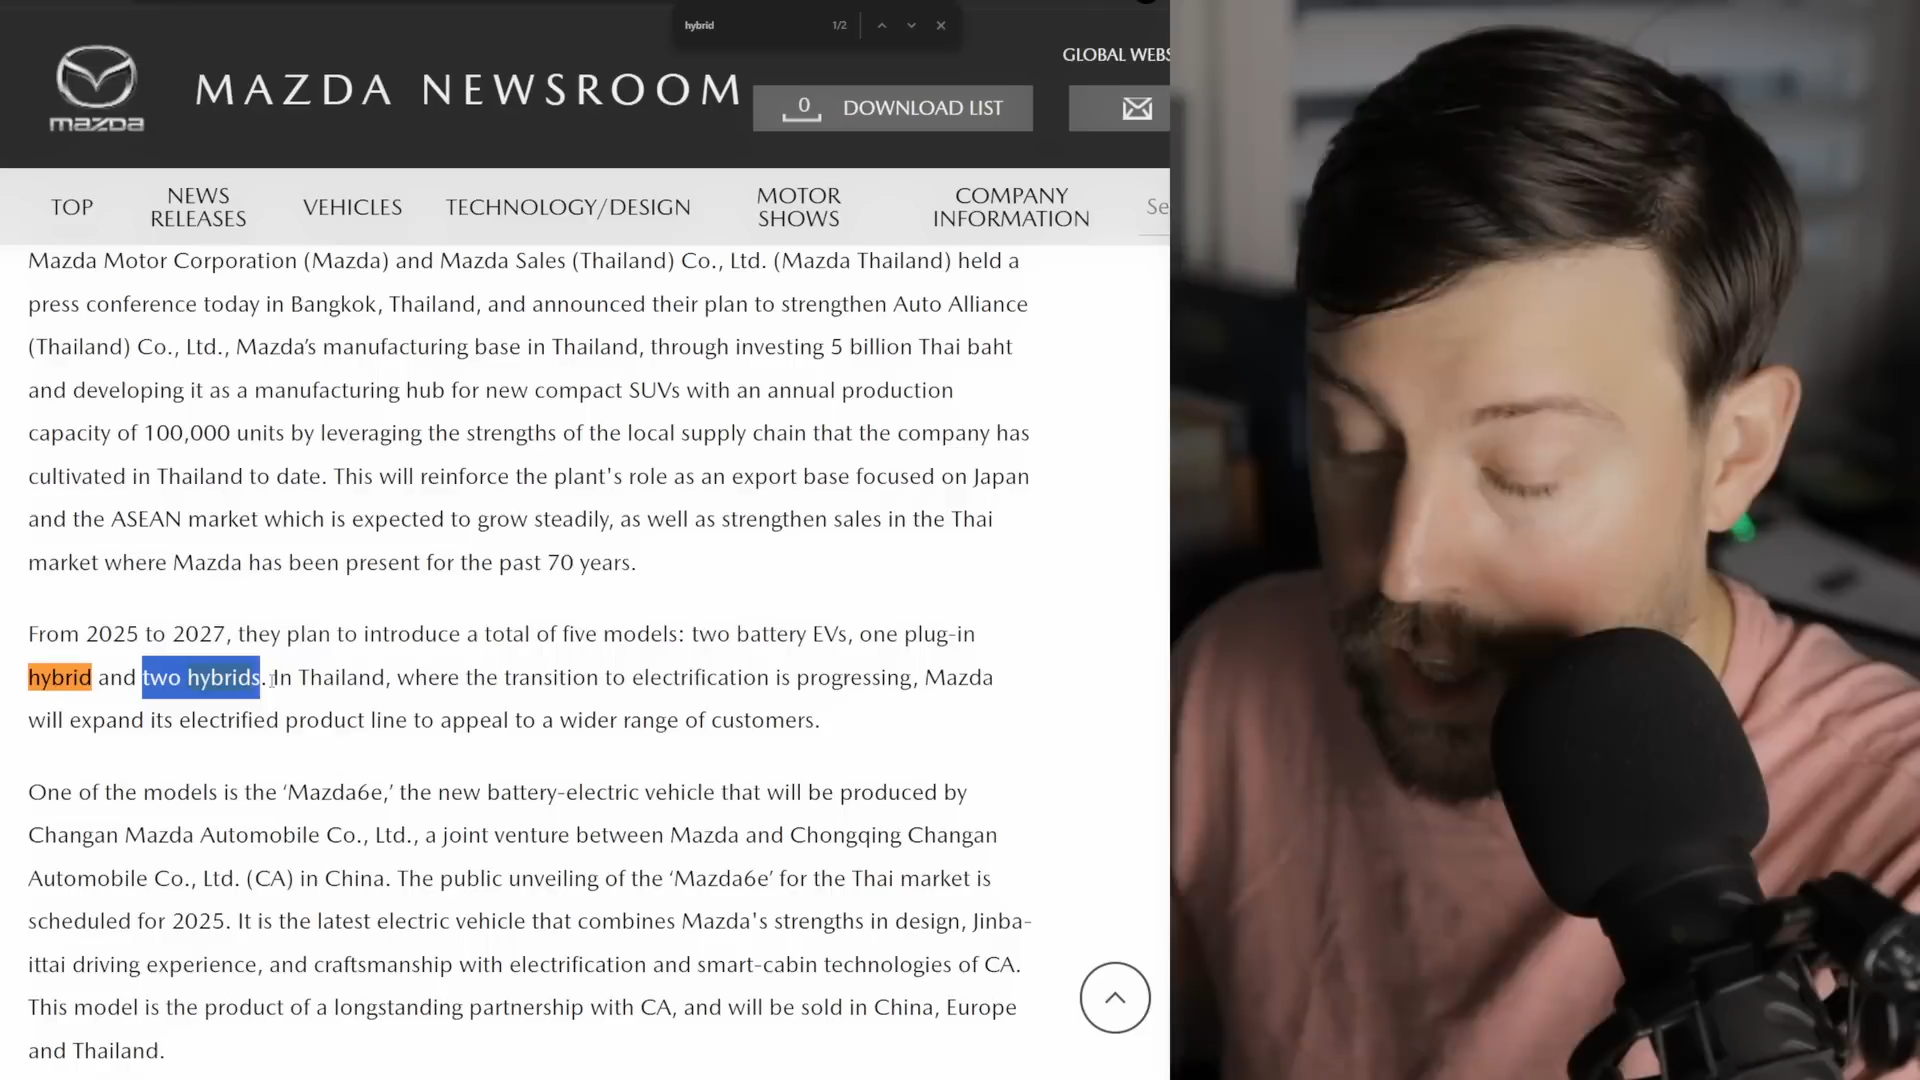 hybrid 1/2
GLOBAL WEBS
mazda
MAZDA NEWSROOM
0 DOWNLOAD LIST
TOP
NEWS RELEASES
VEHICLES
TECHNOLOGY/DESIGN
MOTOR SHOWS
COMPANY INFORMATION
Se
Mazda Motor Corporation (Mazda) and Mazda Sales (Thailand) Co., Ltd. (Mazda Thailand) held a
press conference today in Bangkok, Thailand, and announced their plan to strengthen Auto Alliance
(Thailand) Co., Ltd., Mazda’s manufacturing base in Thailand, through investing 5 billion Thai baht
and developing it as a manufacturing hub for new compact SUVs with an annual production
capacity of 100,000 units by leveraging the strengths of the local supply chain that the company has
cultivated in Thailand to date. This will reinforce the plant's role as an export base focused on Japan
and the ASEAN market which is expected to grow steadily, as well as strengthen sales in the Thai
market where Mazda has been present for the past 70 years.
From 2025 to 2027, they plan to introduce a total of five models: two battery EVs, one plug-in
hybrid and two hybrids. In Thailand, where the transition to electrification is progressing, Mazda
will expand its electrified product line to appeal to a wider range of customers.
One of the models is the ‘Mazda6e,’ the new battery-electric vehicle that will be produced by
Changan Mazda Automobile Co., Ltd., a joint venture between Mazda and Chongqing Changan
Automobile Co., Ltd. (CA) in China. The public unveiling of the ‘Mazda6e’ for the Thai market is
scheduled for 2025. It is the latest electric vehicle that combines Mazda's strengths in design, Jinba-
ittai driving experience, and craftsmanship with electrification and smart-cabin technologies of CA.
This model is the product of a longstanding partnership with CA, and will be sold in China, Europe
and Thailand.